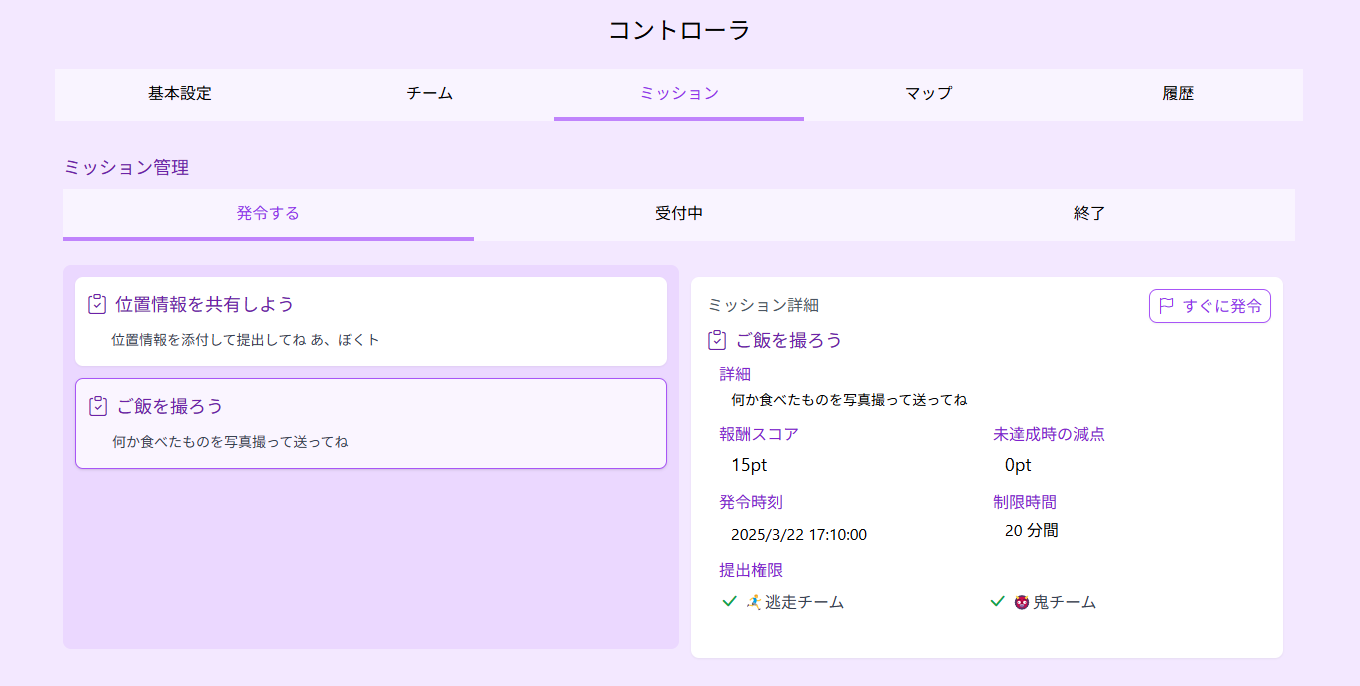 コントローラ
基本設定 チーム ミッション マップ 履歴
ミッション管理
発令する 受付中 終了
位置情報を共有しよう
位置情報を添付して提出してね あ、ぼくト
ご飯を撮ろう
何か食べたものを写真撮って送ってね
ミッション詳細 すぐに発令
ご飯を撮ろう
詳細
何か食べたものを写真撮って送ってね
報酬スコア 未達成時の減点
15pt 0pt
発令時刻 制限時間
2025/3/22 17:10:00 20 分間
提出権限
逃走チーム 鬼チーム